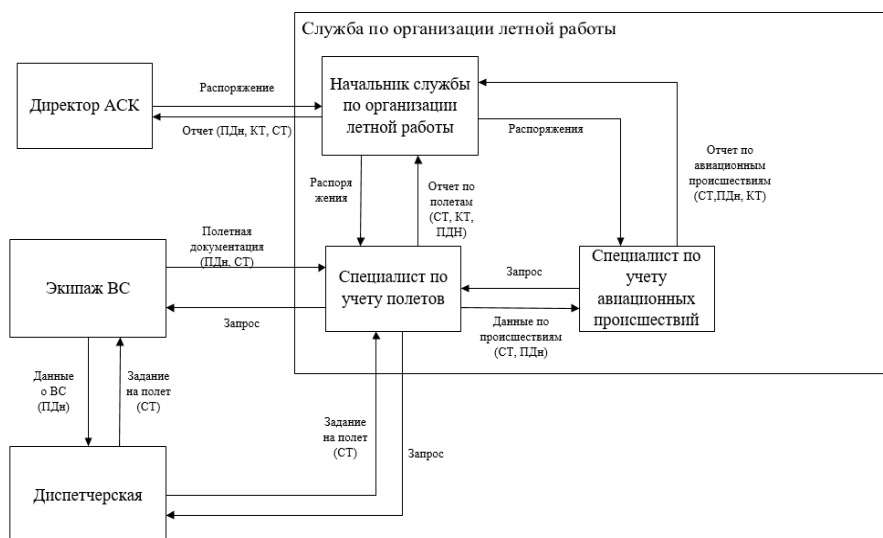 Служба по организации летной работы
Директор АСК
Распоряжение
Отчет (ПДн, КТ, СТ)
Начальник службы
по организации
летной работы
Распоряжения
Отчет по
авиационным
происшествиям
(СТ,ПДн, КТ)
Распоря
жения
Отчет по
полетам
(СТ, КТ,
ПДН)
Экипаж ВС
Полетная
документация
(ПДн, СТ)
Запрос
Специалист по
учету полетов
Запрос
Данные по
происшествиям
(СТ, ПДн)
Специалист по
учету
авиационных
происшествий
Данные
о ВС
(ПДн)
Задание
на полет
(СТ)
Задание
на полет
(СТ)
Запрос
Диспетчерская